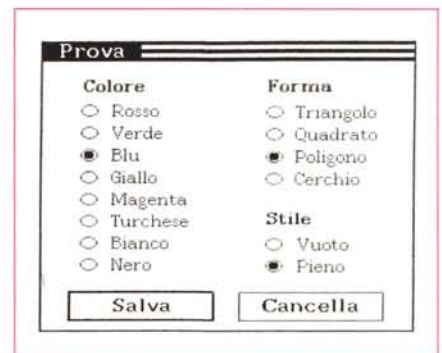 Prova
Colore
Rosso
Verde
Blu
Giallo
Magenta
Turchese
Bianco
Nero
Forma
Triangolo
Quadrato
Poligono
Cerchio
Stile
Vuoto
Pieno
Salva
Cancella